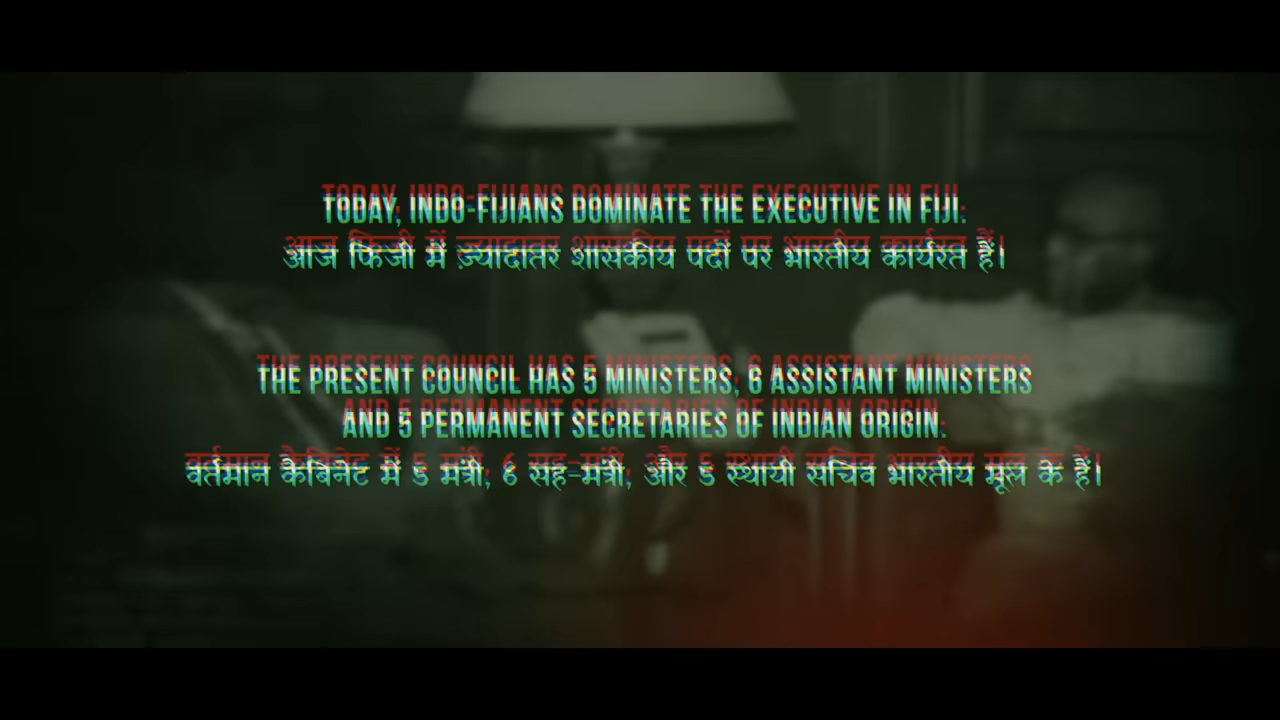 TODAY, INDO-FIJIANS DOMINATE THE EXECUTIVE IN FIJI.
आज फिजी में ज़्यादातर शासकीय पदों पर भारतीय कार्यरत हैं।
THE PRESENT COUNCIL HAS 5 MINISTERS, 6 ASSISTANT MINISTERS
AND 5 PERMANENT SECRETARIES OF INDIAN ORIGIN.
वर्तमान कैबिनेट में 5 मंत्री, 6 सह-मंत्री, और 5 स्थायी सचिव भारतीय मूल के हैं।